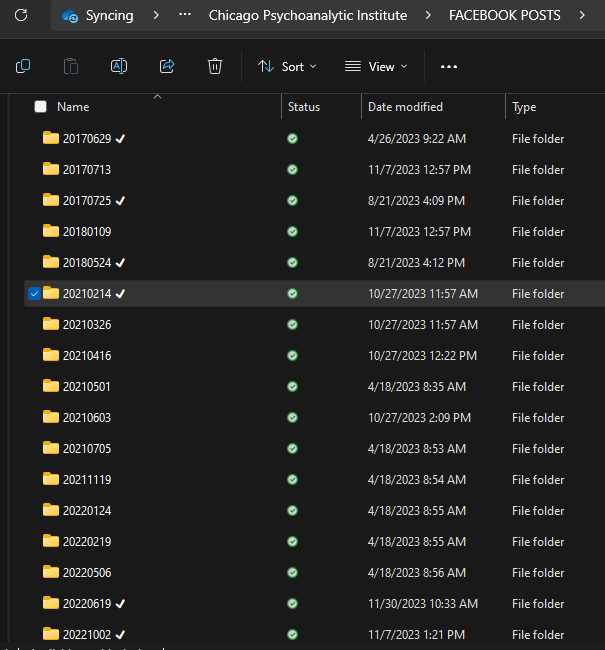 Syncing > ... Chicago Psychoanalytic Institute > FACEBOOK POSTS >
Sort View ...
Name Status Date modified Type
20170629 ✔ 4/26/2023 9:22 AM File folder
20170713 11/7/2023 12:57 PM File folder
20170725 ✔ 8/21/2023 4:09 PM File folder
20180109 11/7/2023 12:57 PM File folder
20180524 ✔ 8/21/2023 4:12 PM File folder
20210214 ✔ 10/27/2023 11:57 AM File folder
20210326 10/27/2023 11:57 AM File folder
20210416 10/27/2023 12:22 PM File folder
20210501 4/18/2023 8:35 AM File folder
20210603 10/27/2023 2:09 PM File folder
20210705 4/18/2023 8:53 AM File folder
20211119 4/18/2023 8:54 AM File folder
20220124 4/18/2023 8:55 AM File folder
20220219 4/18/2023 8:55 AM File folder
20220506 4/18/2023 8:56 AM File folder
20220619 ✔ 11/30/2023 10:33 AM File folder
20221002 ✔ 11/7/2023 1:21 PM File folder